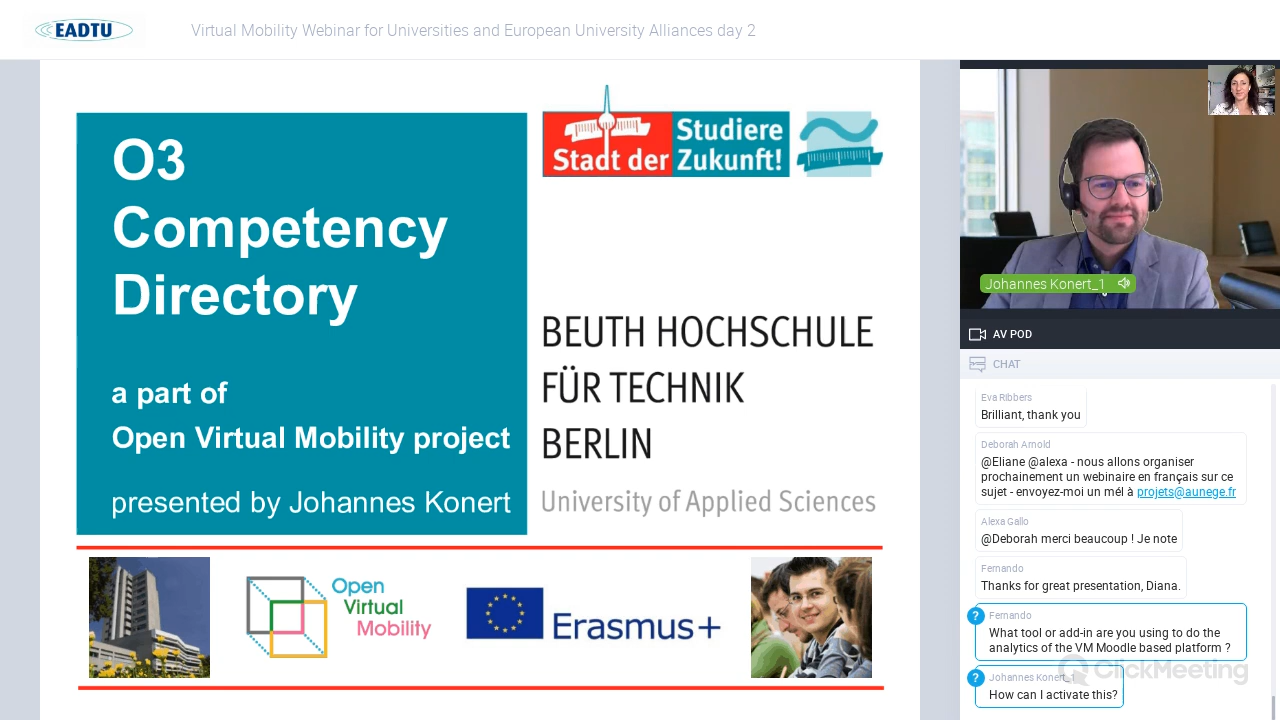 EADTU
Virtual Mobility Webinar for Universities and European University Alliances day 2
O3
Competency
Directory
a part of
Open Virtual Mobility project
presented by Johannes Konert
Studiere
Stadt der Zukunft!
BEUTH HOCHSCHULE
FÜR TECHNIK
BERLIN
University of Applied Sciences
Open
Virtual
Mobility
Erasmus+
Johannes Konert_1
AV POD
CHAT
Eva Ribbers
Brilliant, thank you
Deborah Arnold
@Eliane @alexa - nous allons organiser
prochainement un webinaire en français sur ce
sujet - envoyez-moi un mél à projets@aunege.fr
Alexa Gallo
@Deborah merci beaucoup ! Je note
Fernando
Thanks for great presentation, Diana.
?
Fernando
What tool or add-in are you using to do the
analytics of the VM Moodle based platform ?
ClickMeeting
?
Johannes Konert_1
How can I activate this?